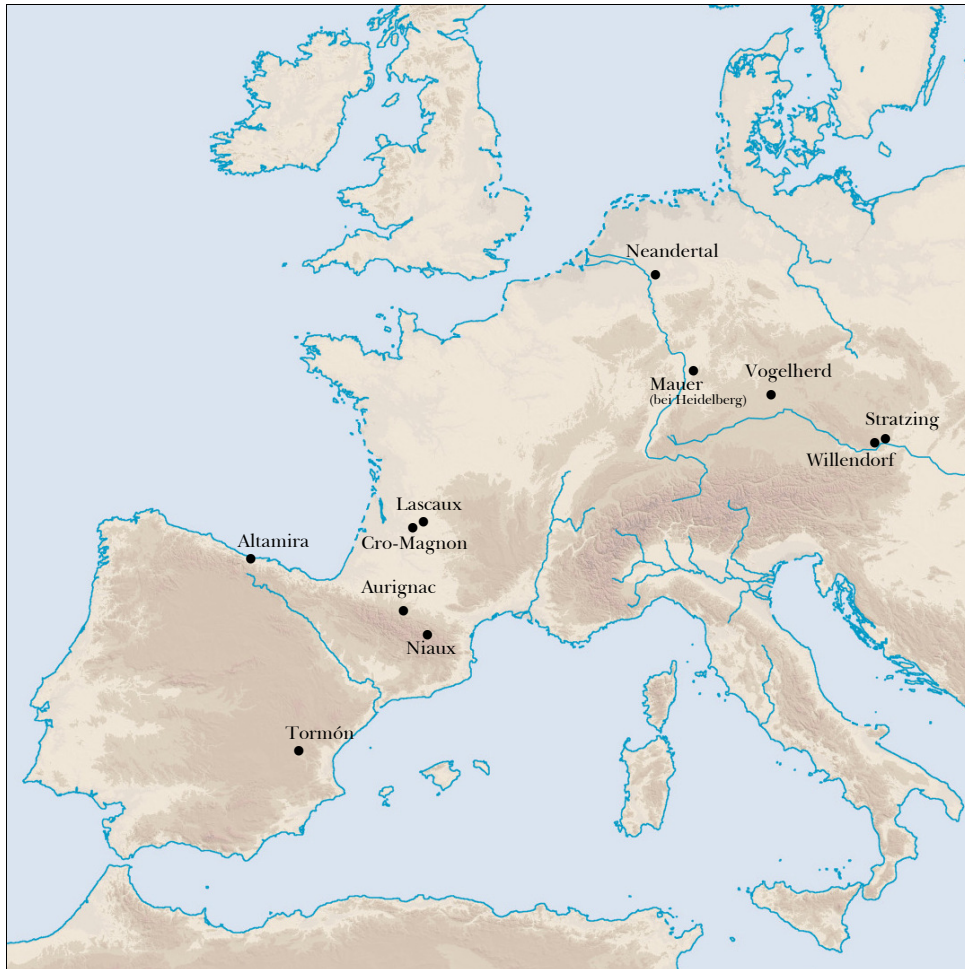 Neandertal
Mauer
(bei Heidelberg)
Vogelherd
Stratzing
Willendorf
Lascaux
Cro-Magnon
Altamira
Aurignac
Niaux
Tormón